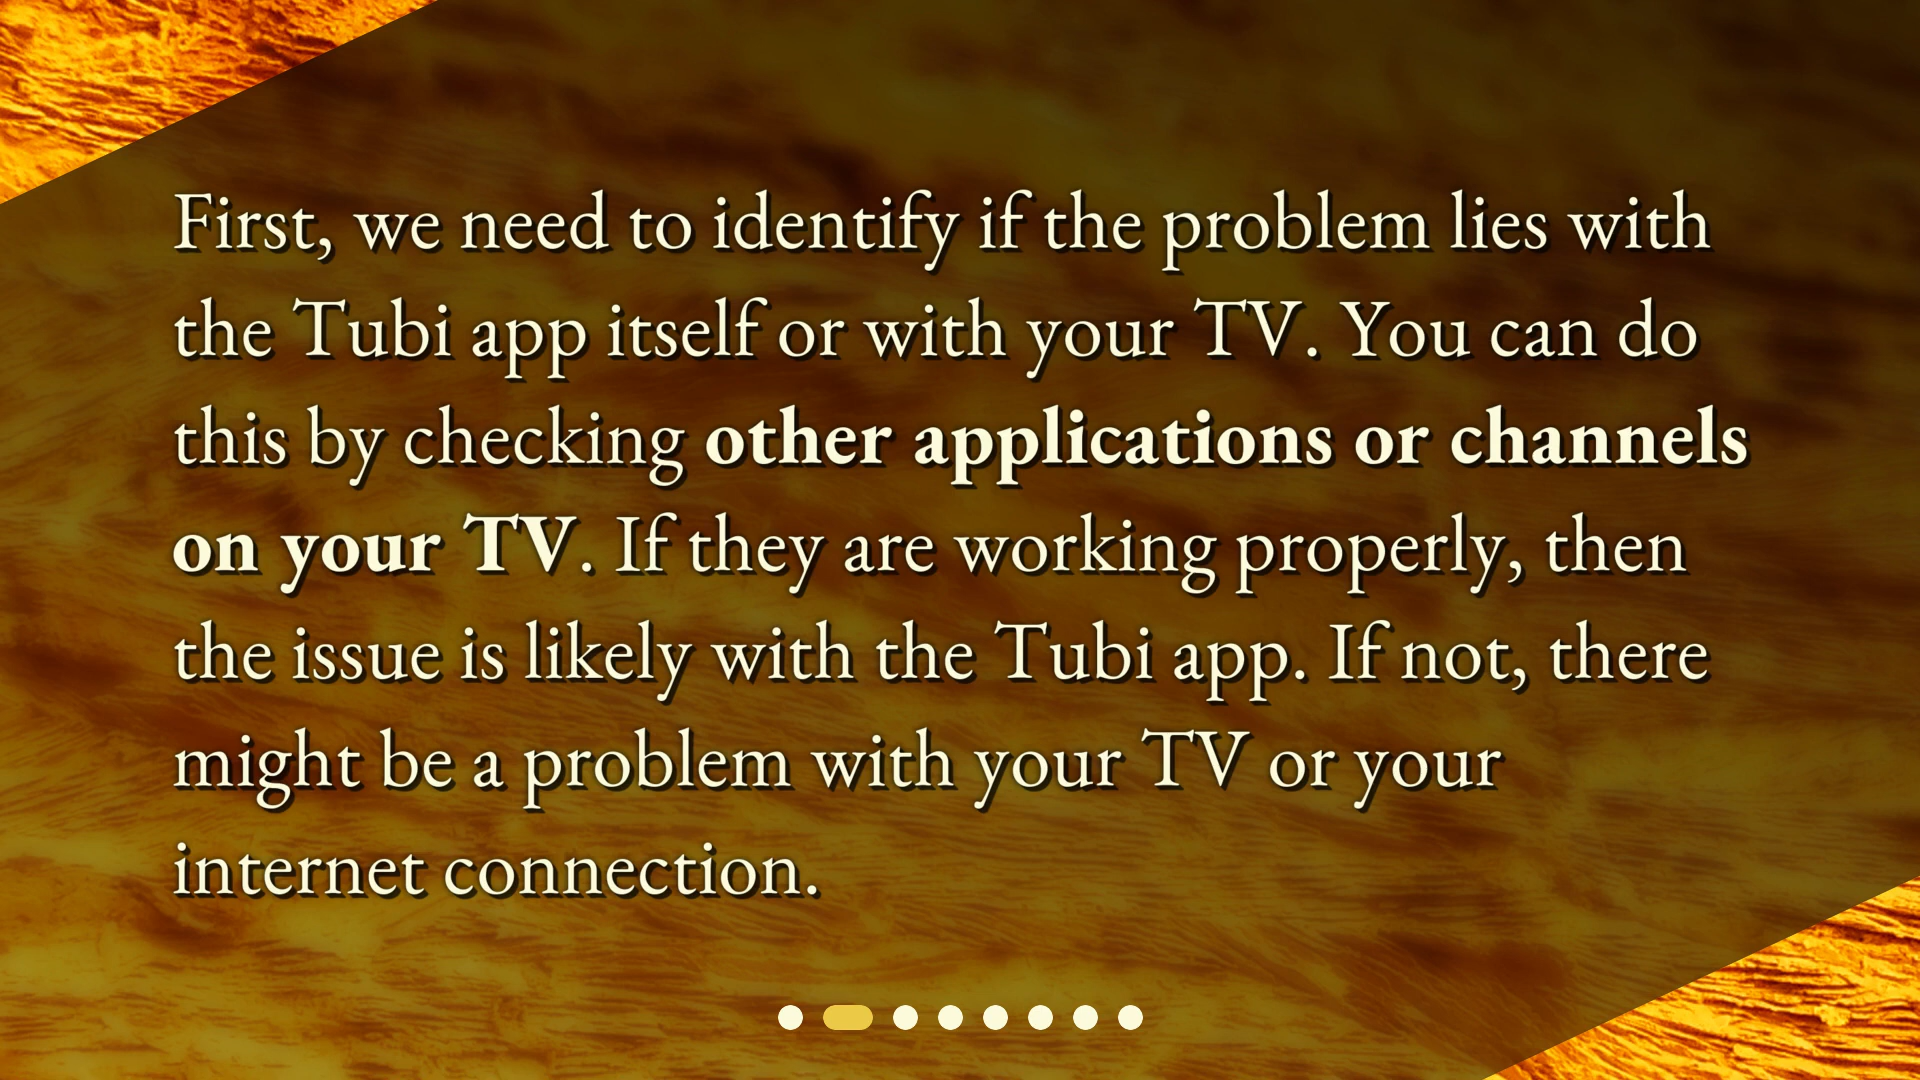 First, we need to identify if the problem lies with
the Tubi app itself or with your TV. You can do
this by checking other applications or channels
on your TV. If they are working properly, then
the issue is likely with the Tubi app. If not, there
might be a problem with your TV or your
internet connection.